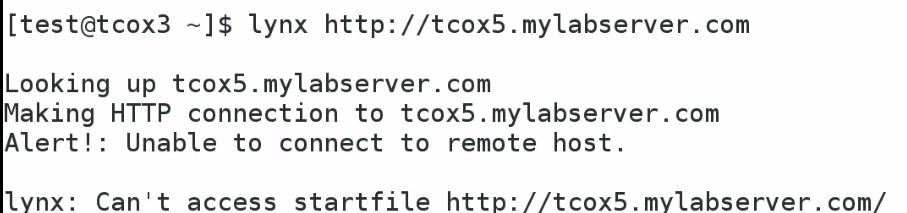 [test@tcox3 ~]$ lynx http://tcox5.mylabserver.com
Looking up tcox5.mylabserver.com
Making HTTP connection to tcox5.mylabserver.com
Alert!: Unable to connect to remote host.
lynx: Can't access startfile http://tcox5.mylabserver.com/